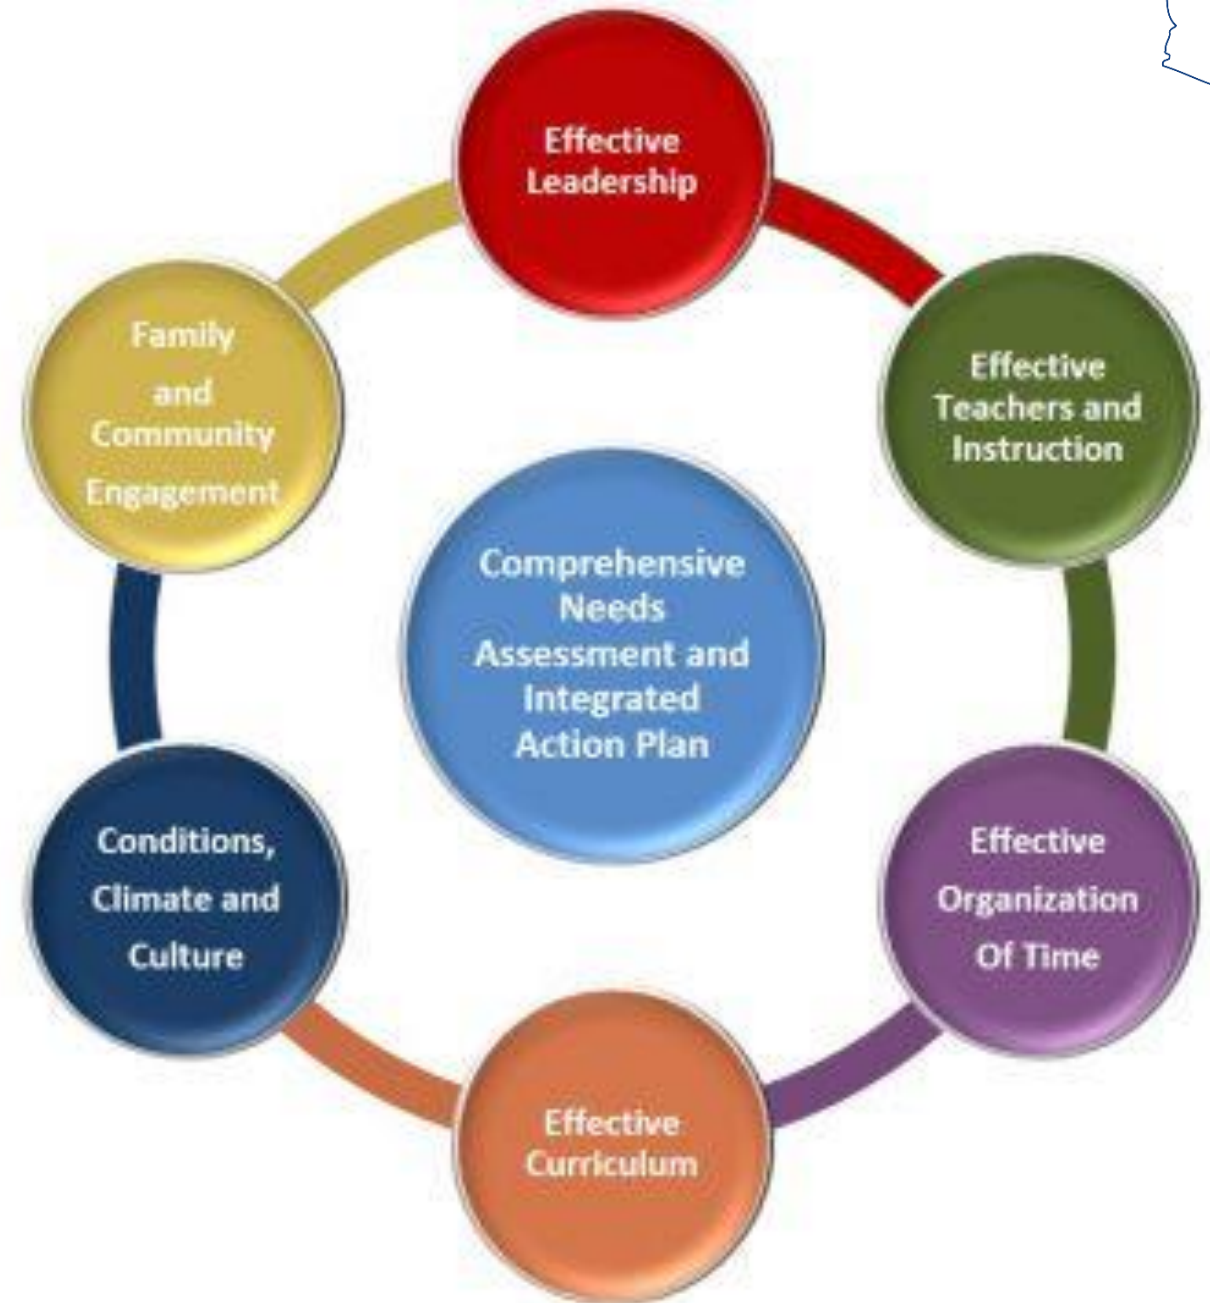 Effective
Leadership
Effective
Teachers and
Instruction
Effective
Organization
Of Time
Effective
Curriculum
Conditions,
Climate and
Culture
Family
and
Community
Engagement
Comprehensive
Needs
Assessment and
Integrated
Action Plan